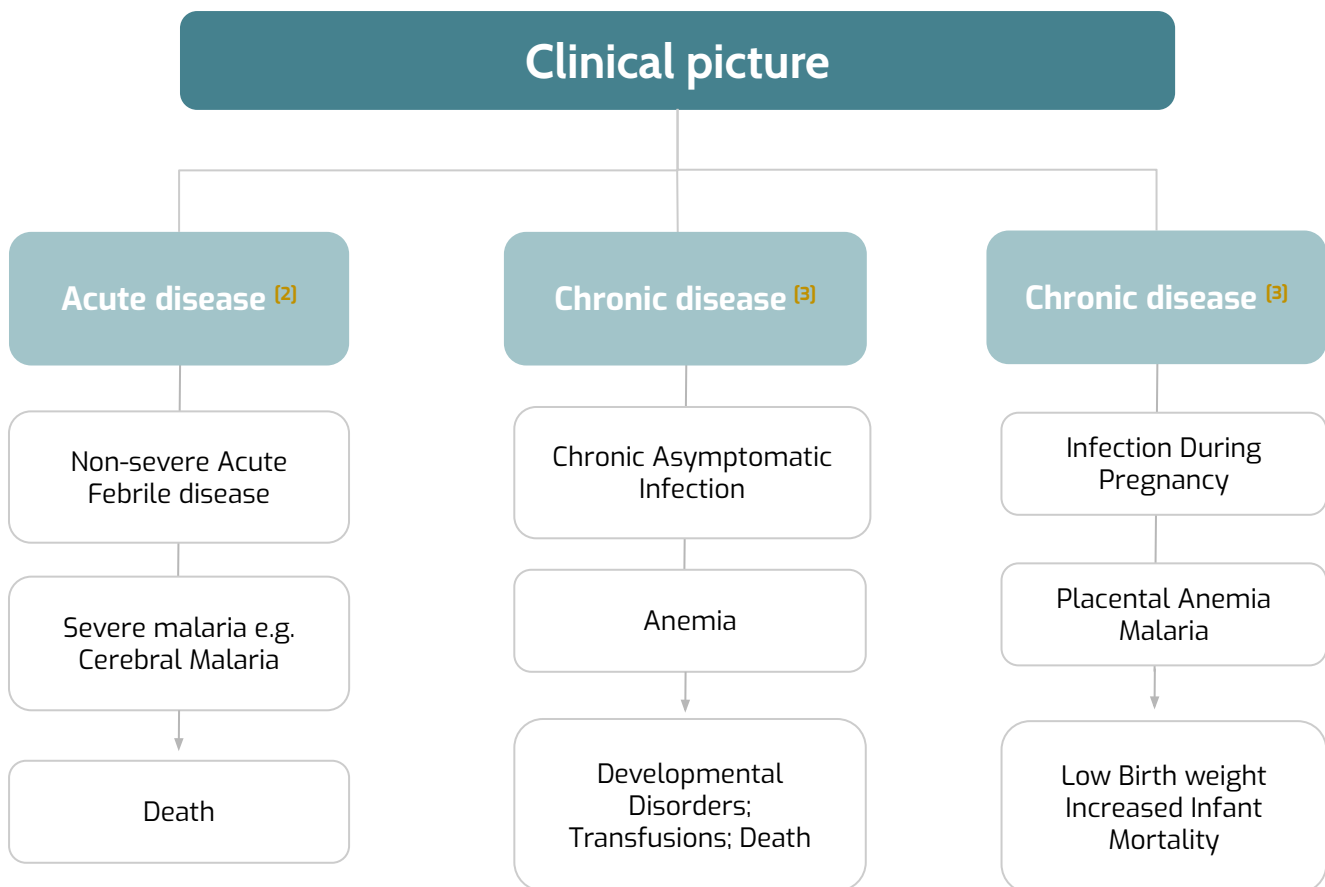 Clinical picture
Acute disease [2]
Non-severe Acute
Febrile disease
Severe malaria e.g.
Cerebral Malaria
Death
Chronic disease [3]
Chronic Asymptomatic
Infection
Anemia
Developmental
Disorders;
Transfusions; Death
Chronic disease [3]
Infection During
Pregnancy
Placental Anemia
Malaria
Low Birth weight
Increased Infant
Mortality